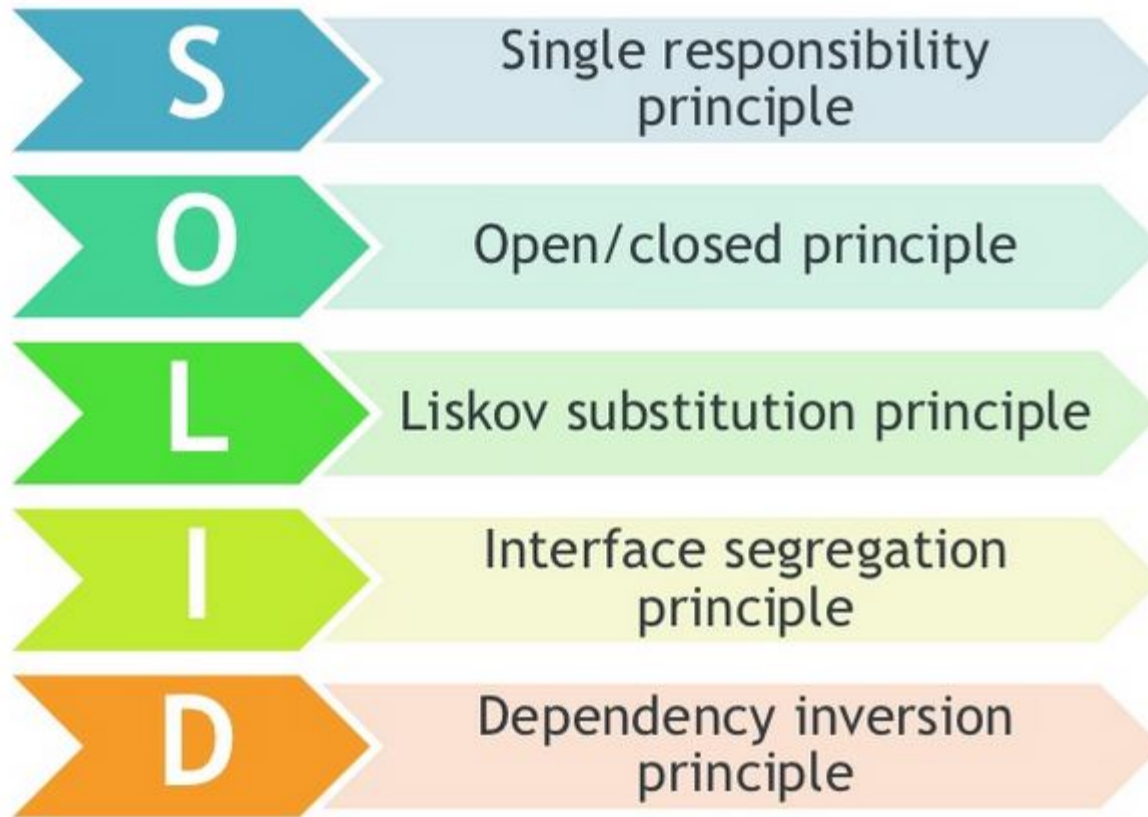 S
Single responsibility
principle
O
Open/closed principle
L
Liskov substitution principle
I
Interface segregation
principle
D
Dependency inversion
principle